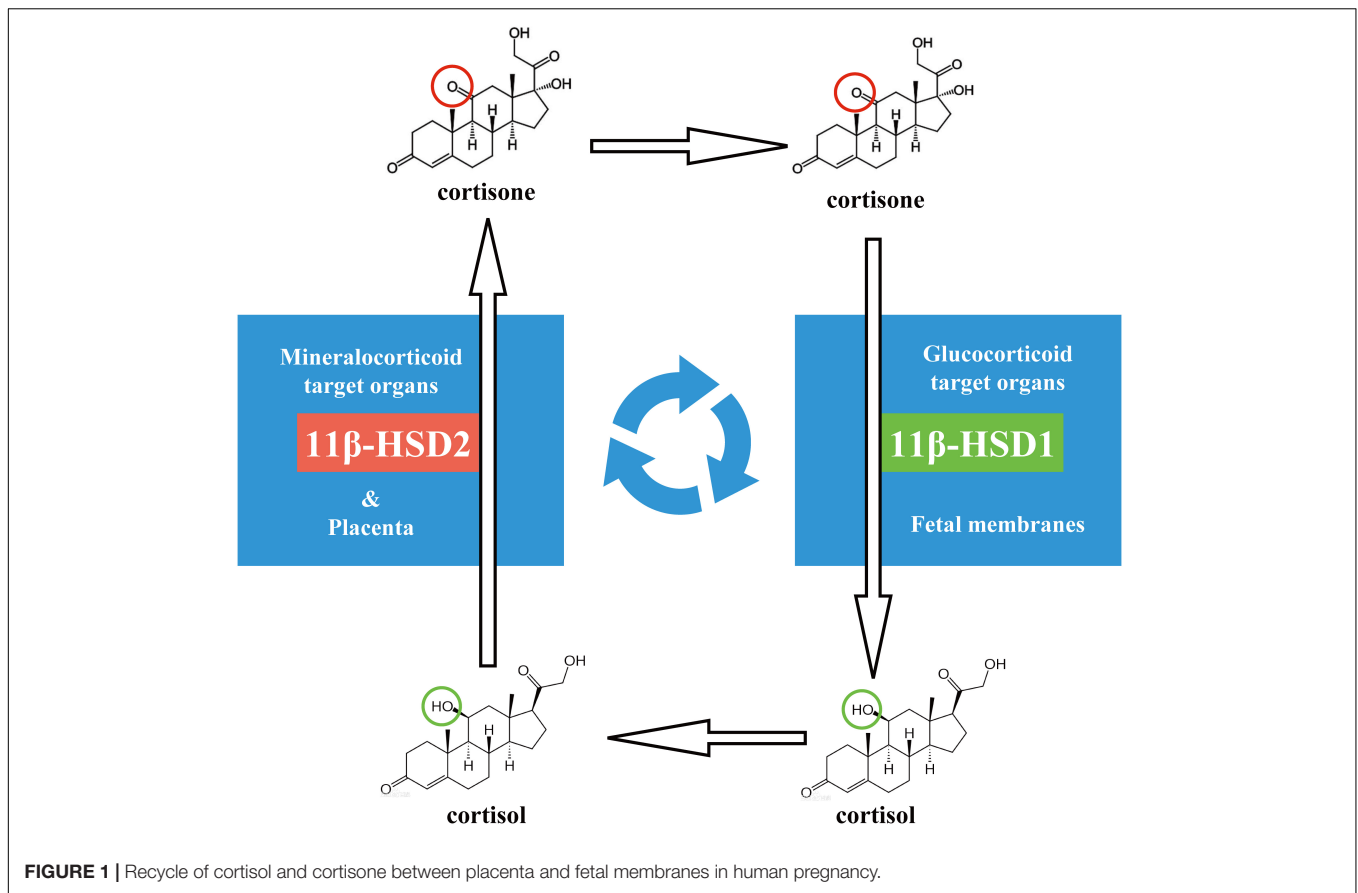 OH
O
O
OH
H
H
H
O
cortisone
OH
O
O
OH
H
H
H
O
cortisone
Mineralocorticoid
target organs
11β-HSD2
&
Placenta
Glucocorticoid
target organs
11β-HSD1
Fetal membranes
OH
O
HO
H
H
H
O
cortisol
OH
O
HO
H
H
H
O
cortisol
FIGURE 1 | Recycle of cortisol and cortisone between placenta and fetal membranes in human pregnancy.